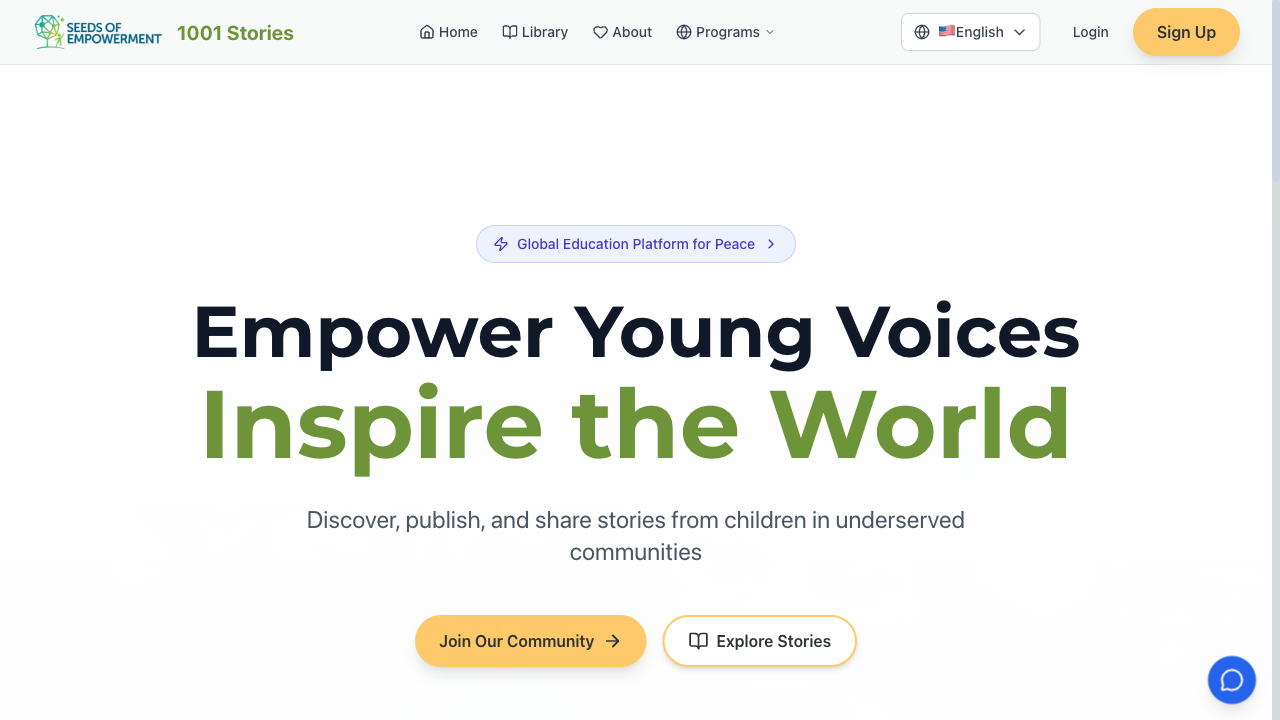 SEEDS OF
EMPOWERMENT
1001 Stories
Home
Library
About
Programs
English
Login
Sign Up
Global Education Platform for Peace
Empower Young Voices
Inspire the World
Discover, publish, and share stories from children in underserved
communities
Join Our Community
Explore Stories